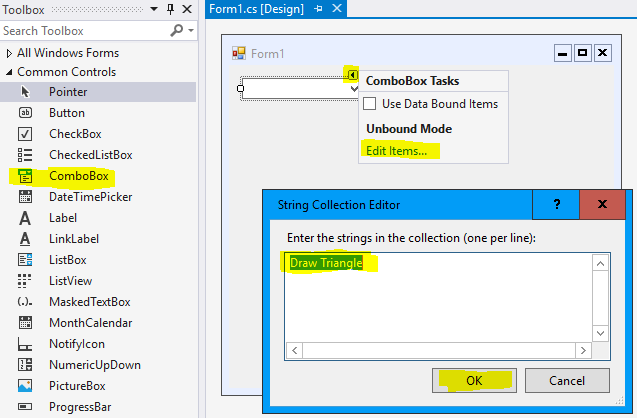 Toolbox
Search Toolbox
All Windows Forms
Common Controls
Pointer
Button
CheckBox
CheckedListBox
ComboBox
DateTimePicker
Label
LinkLabel
ListBox
ListView
MaskedTextBox
MonthCalendar
NotifyIcon
NumericUpDown
PictureBox
ProgressBar
Form1.cs [Design]
Form1
ComboBox Tasks
Use Data Bound Items
Unbound Mode
Edit Items...
String Collection Editor
Enter the strings in the collection (one per line):
Draw Triangle
OK
Cancel